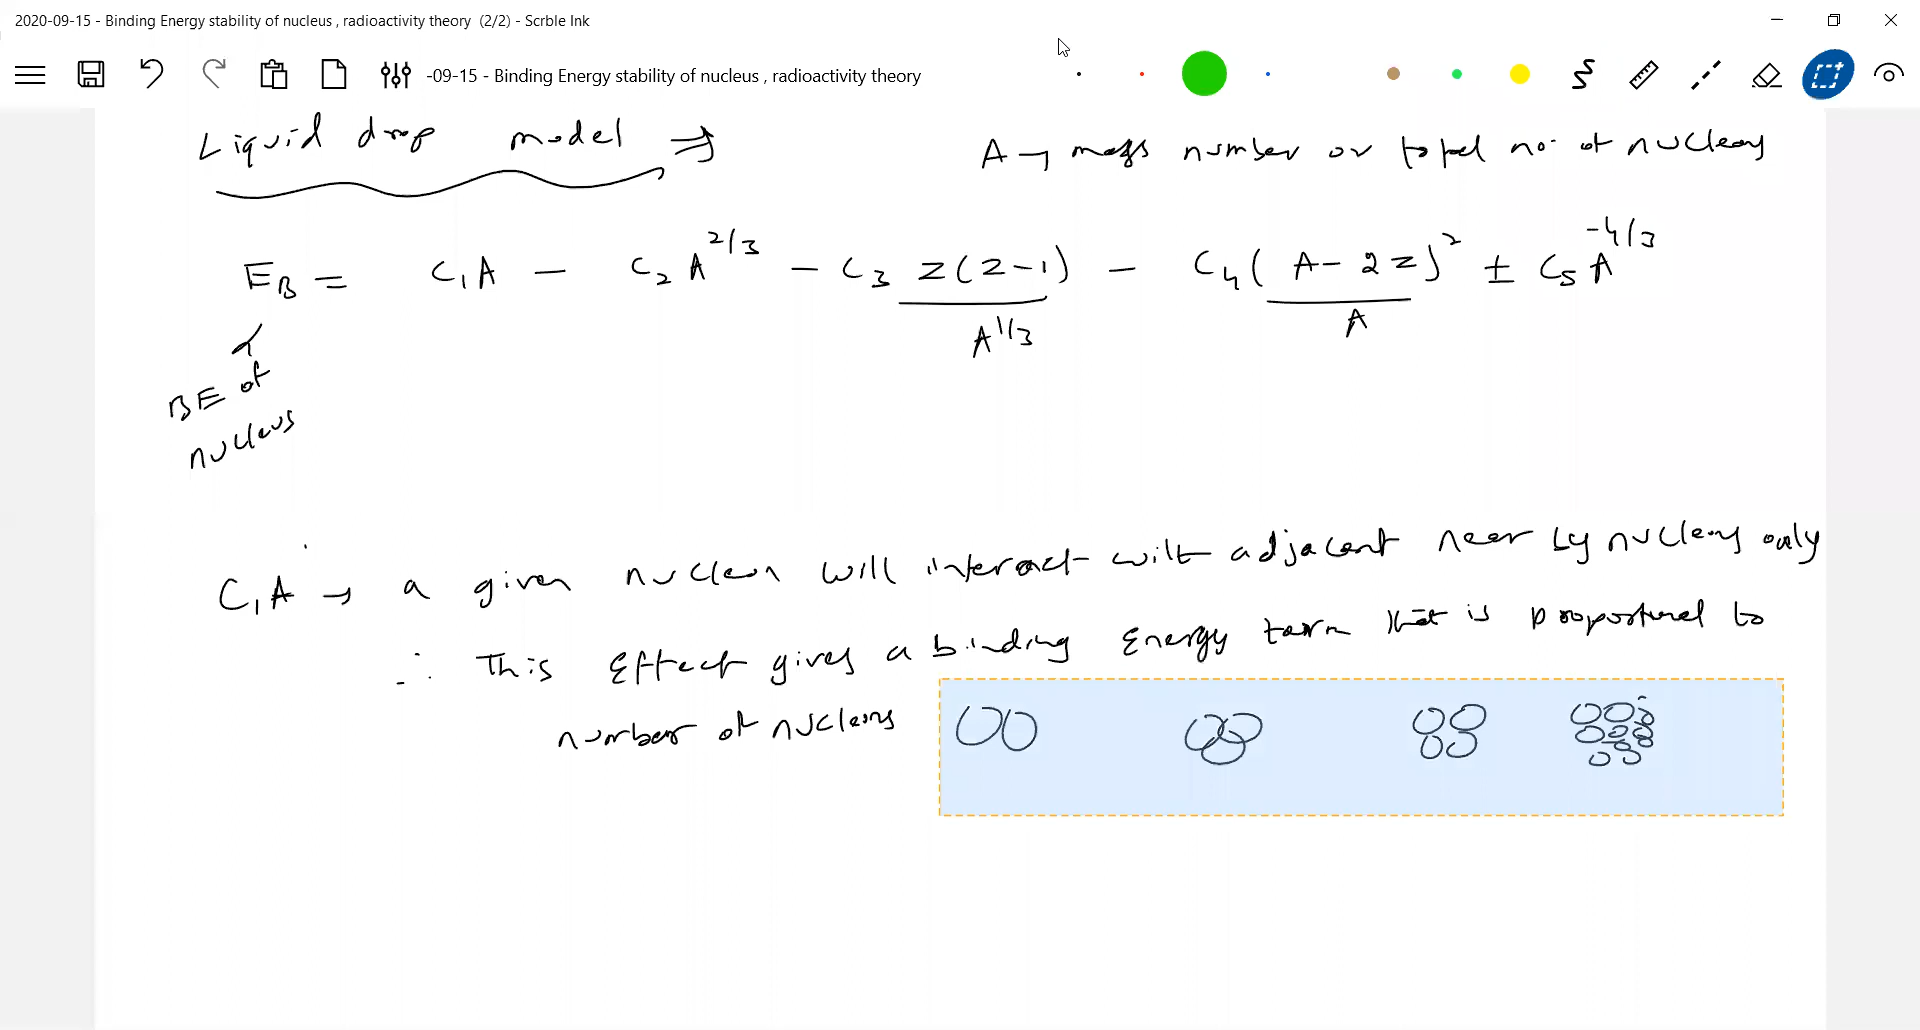 2020-09-15 - Binding Energy stability of nucleus , radioactivity theory (2/2) - Scrble Ink
-09-15 - Binding Energy stability of nucleus , radioactivity theory
Liquid drop model ⇒
A → mass number or total no. of nucleons
E_B = C₁A - C₂A^{2/3} - C₃ Z(Z-1)/A^{1/3} - C₄(A-2Z)²/A ± C₅A^{-4/3}
BE of
nucleus
C₁A → a given nucleon will interact with adjacent near by nucleons only
∴ This Effect gives a binding Energy term that is proportional to
number of nucleons